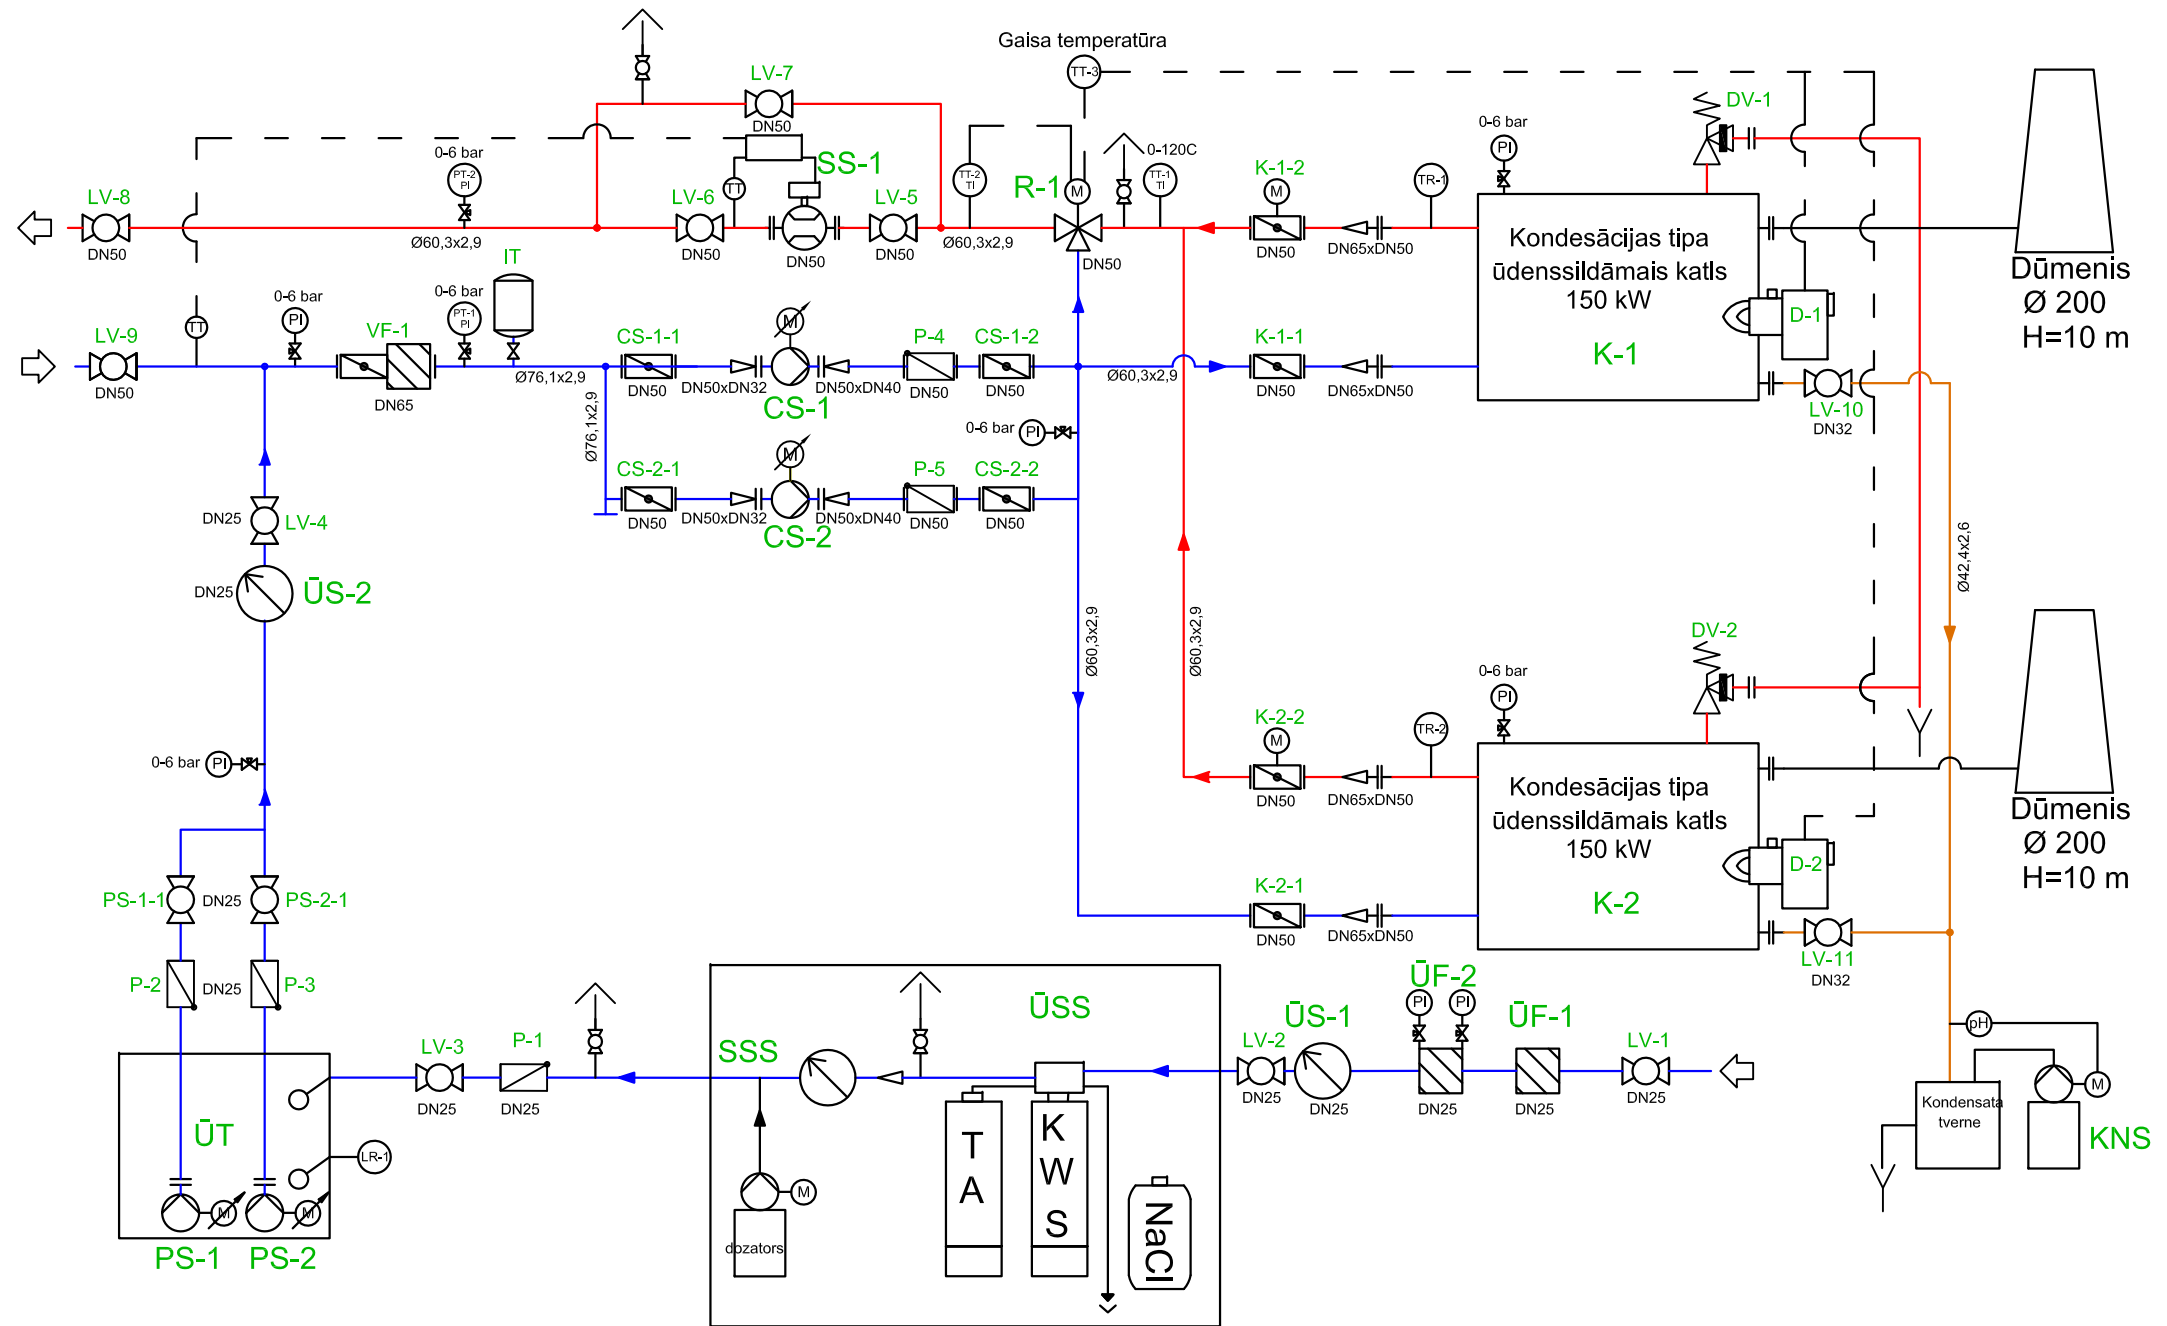 Gaisa temperatūra
TT-3
LV-7
DN50
DV-1
0-6 bar
PI
0-6 bar
PT-2
PI
SS-1
TT
TT-2
TI
R-1
M
0-120C
TT-1
TI
K-1-2
M
TR-1
LV-8
DN50
Ø60,3x2,9
LV-6
DN50
DN50
LV-5
DN50
Ø60,3x2,9
DN50
DN50
DN65xDN50
Kondesācijas tipa
ūdenssildāmais katls
150 kW
K-1
D-1
Dūmenis
Ø 200
H=10 m
IT
0-6 bar
PI
0-6 bar
PT-1
PI
TT
LV-9
DN50
VF-1
DN65
Ø76,1x2,9
Ø76,1x2,9
CS-1-1
DN50
DN50xDN32
M
CS-1
DN50xDN40
P-4
DN50
CS-1-2
DN50
Ø60,3x2,9
K-1-1
DN50
DN65xDN50
LV-10
DN32
0-6 bar
PI
CS-2-1
DN50
DN50xDN32
M
CS-2
DN50xDN40
P-5
DN50
CS-2-2
DN50
DN25
LV-4
DN25
ŪS-2
Ø60,3x2,9
Ø60,3x2,9
Ø42,4x2,6
DV-2
0-6 bar
PI
K-2-2
M
DN50
TR-2
DN65xDN50
Kondesācijas tipa
ūdenssildāmais katls
150 kW
K-2
D-2
Dūmenis
Ø 200
H=10 m
0-6 bar
PI
K-2-1
DN50
DN65xDN50
LV-11
DN32
PS-1-1
DN25
PS-2-1
P-2
DN25
P-3
ŪT
LR-1
M
M
PS-1
PS-2
LV-3
DN25
P-1
DN25
SSS
ŪSS
M
dozators
T
A
K
W
S
NaCl
LV-2
DN25
ŪS-1
DN25
ŪF-2
PI
PI
DN25
ŪF-1
DN25
LV-1
DN25
pH
M
Kondensata
tverne
KNS